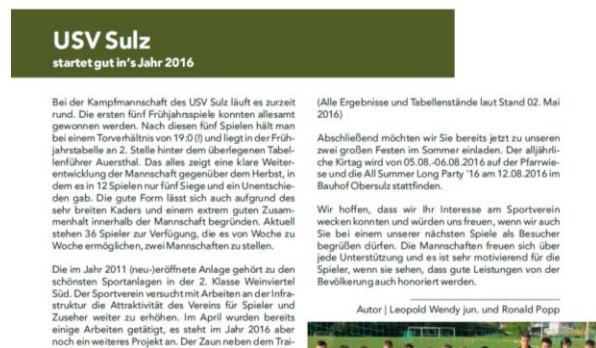 USV Sulz
startet gut in's Jahr 2016
Bei der Kampfmannschaft des USV Sulz läuft es zurzeit
rund. Die ersten fünf Frühjahrsspiele konnten allesamt
gewonnen werden. Nach diesen fünf Spielen hält man
bei einem Torverhältnis von 19:0 (!) und liegt in der Früh-
jahrstabelle an 2. Stelle hinter dem überlegenen Tabel-
lenführer Auersthal. Das alles zeigt eine klare Weiter-
entwicklung der Mannschaft gegenüber dem Herbst, in
dem es in 12 Spielen nur fünf Siege und ein Unentschie-
den gab. Die gute Form lässt sich auch aufgrund des
sehr breiten Kaders und einem extrem guten Zusam-
menhalt innerhalb der Mannschaft begründen. Aktuell
stehen 36 Spieler zur Verfügung, die es von Woche zu
Woche ermöglichen, zwei Mannschaften zu stellen.
Die im Jahr 2011 (neu-)eröffnete Anlage gehört zu den
schönsten Sportanlagen in der 2. Klasse Weinviertel
Süd. Der Sportverein versucht mit Arbeiten an der Infra-
struktur die Attraktivität des Vereins für Spieler und
Zuseher weiter zu erhöhen. Im April wurden bereits
einige Arbeiten getätigt, es steht im Jahr 2016 aber
noch ein weiteres Projekt an. Der Zaun neben dem Trai-
(Alle Ergebnisse und Tabellenstände laut Stand 02. Mai
2016)
Abschließend möchten wir Sie bereits jetzt zu unseren
zwei großen Festen im Sommer einladen. Der alljährli-
che Kirtag wird von 05.08.-06.08.2016 auf der Pfarrwie-
se und die All Summer Long Party '16 am 12.08.2016 im
Bauhof Obersulz stattfinden.
Wir hoffen, dass wir Ihr Interesse am Sportverein
wecken konnten und würden uns freuen, wenn wir auch
Sie bei einem unserer nächsten Spiele als Besucher
begrüßen dürfen. Die Mannschaften freuen sich über
jede Unterstützung und es ist sehr motivierend für die
Spieler, wenn sie sehen, dass gute Leistungen von der
Bevölkerung auch honoriert werden.
Autor | Leopold Wendy jun. und Ronald Popp